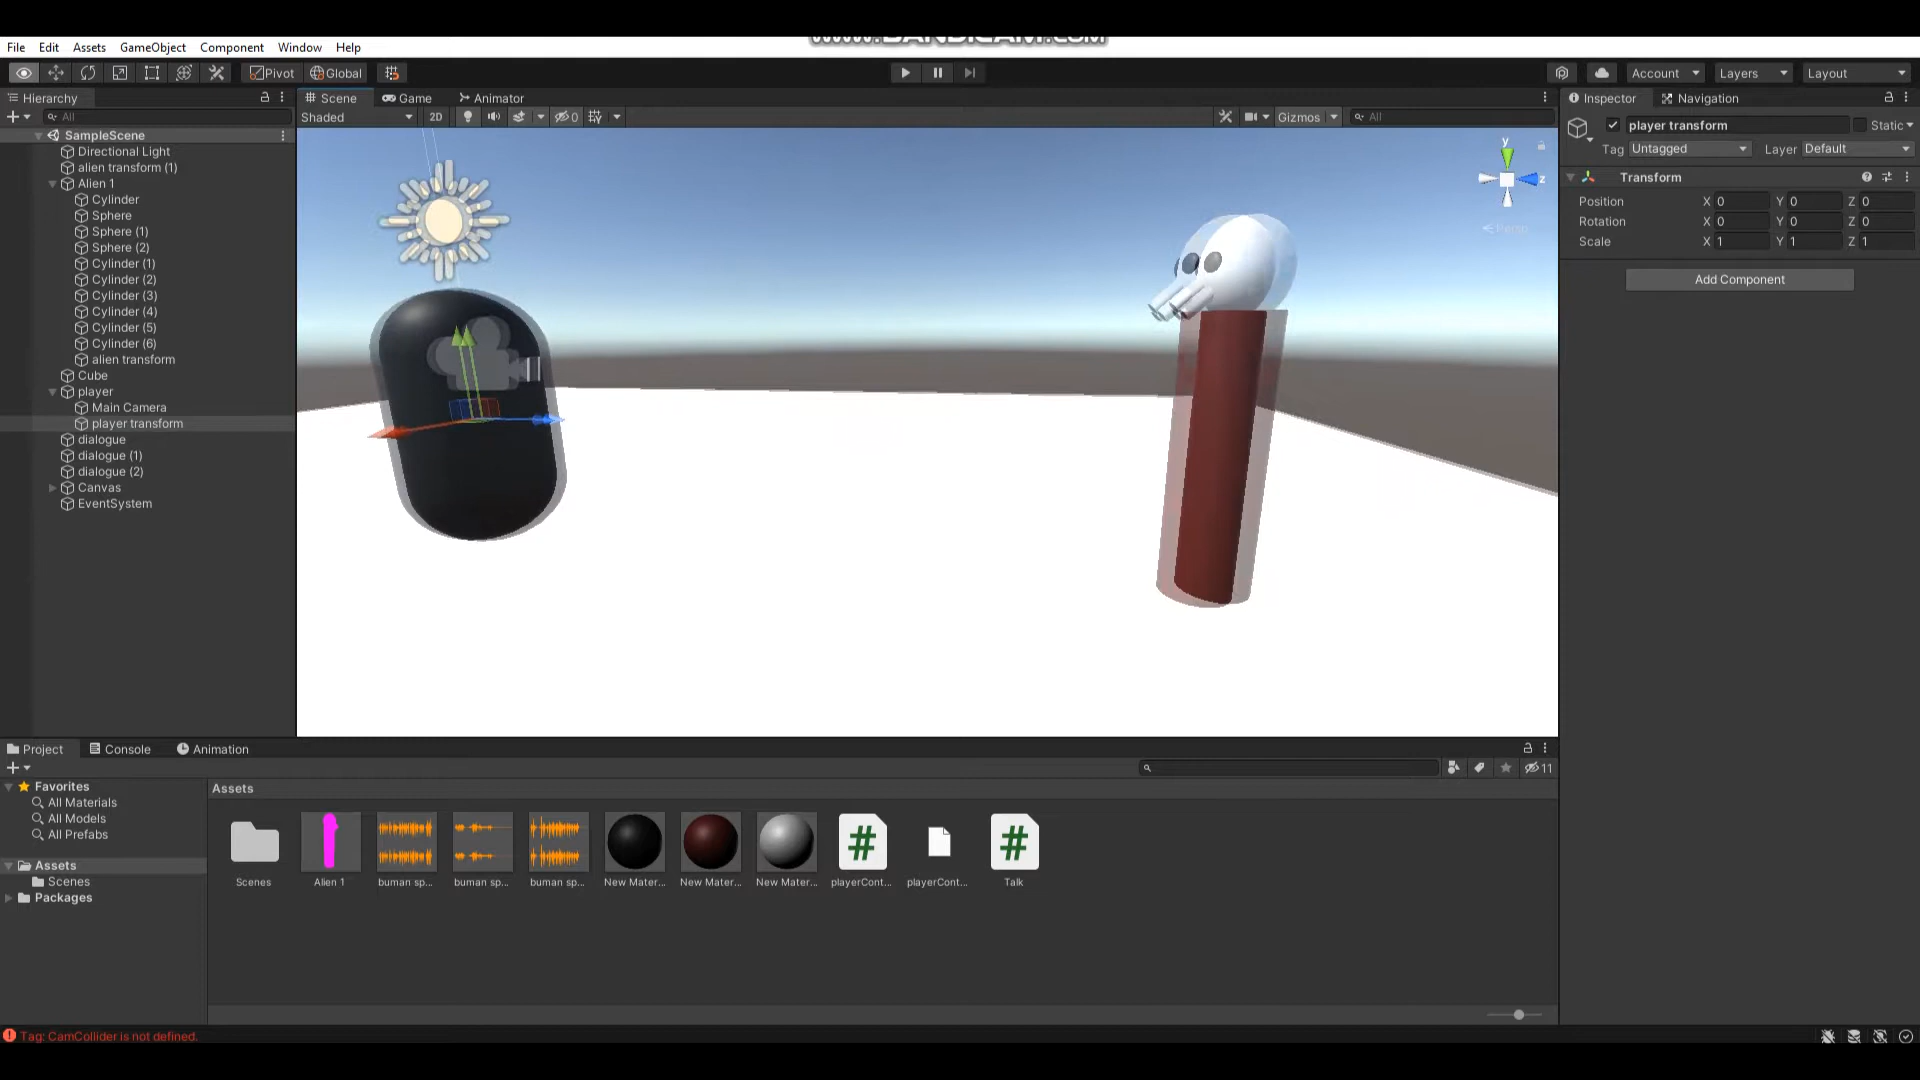 www.BANDICAM.com
File Edit Assets GameObject Component Window Help
Pivot Global Account Layers Layout
Hierarchy
All
SampleScene
Directional Light
alien transform (1)
Alien 1
Cylinder
Sphere
Sphere (1)
Sphere (2)
Cylinder (1)
Cylinder (2)
Cylinder (3)
Cylinder (4)
Cylinder (5)
Cylinder (6)
alien transform
Cube
player
Main Camera
player transform
dialogue
dialogue (1)
dialogue (2)
Canvas
EventSystem
Scene Game Animator
Shaded 2D 0 Gizmos All
y
z
Persp
Inspector Navigation
player transform Static
Tag Untagged Layer Default
Transform
Position X 0 Y 0 Z 0
Rotation X 0 Y 0 Z 0
Scale X 1 Y 1 Z 1
Add Component
Project Console Animation
11
Favorites
All Materials
All Models
All Prefabs
Assets
Scenes
Packages
Assets
Scenes Alien 1 buman sp... buman sp... buman sp... New Mater... New Mater... New Mater... playerCont... playerCont... Talk
Tag: CamCollider is not defined.